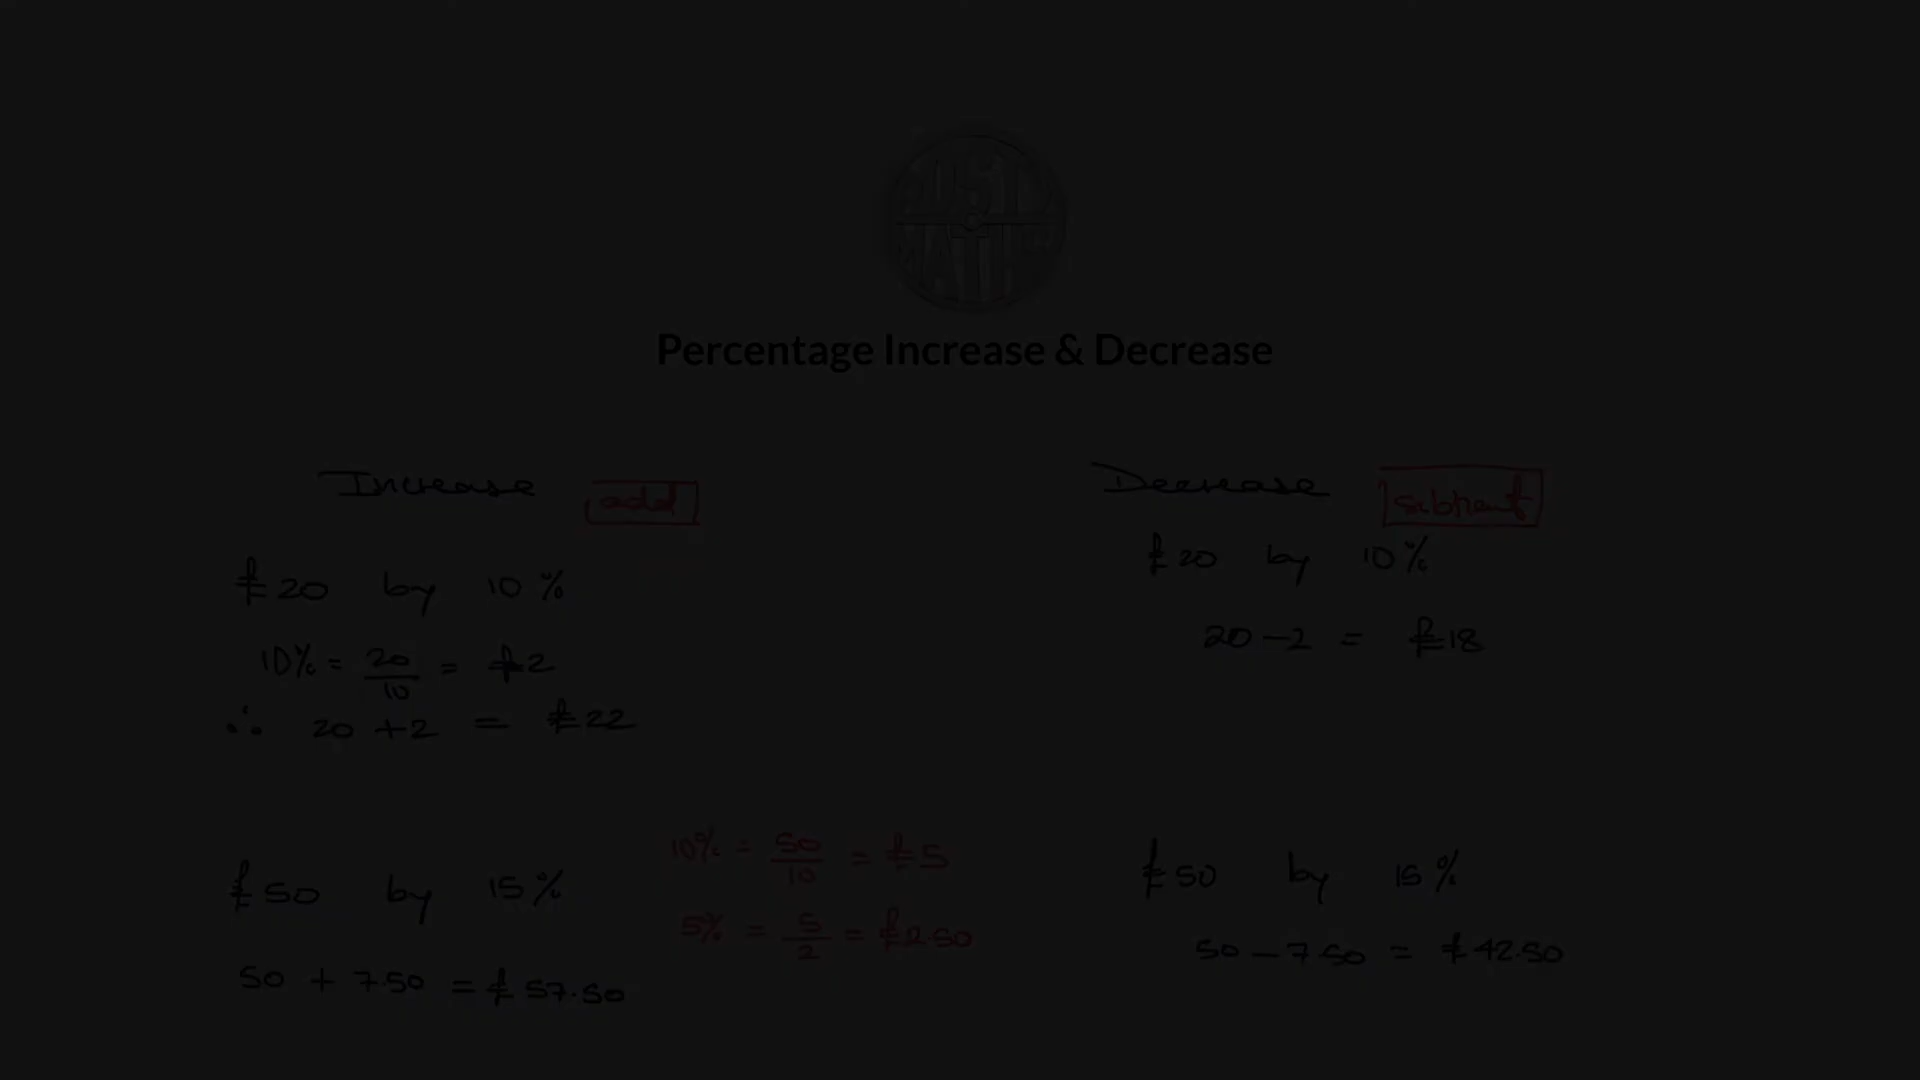 JUST
MATHS
Percentage Increase & Decrease
Increase add
£20 by 10%
10% = 20/10 = £2
∴ 20 + 2 = £22
£50 by 15%
50 + 7.50 = £57.50
10% = 50/10 = £5
5% = 5/2 = £2.50
Decrease subtract
£20 by 10%
20 - 2 = £18
£50 by 15%
50 - 7.50 = £42.50